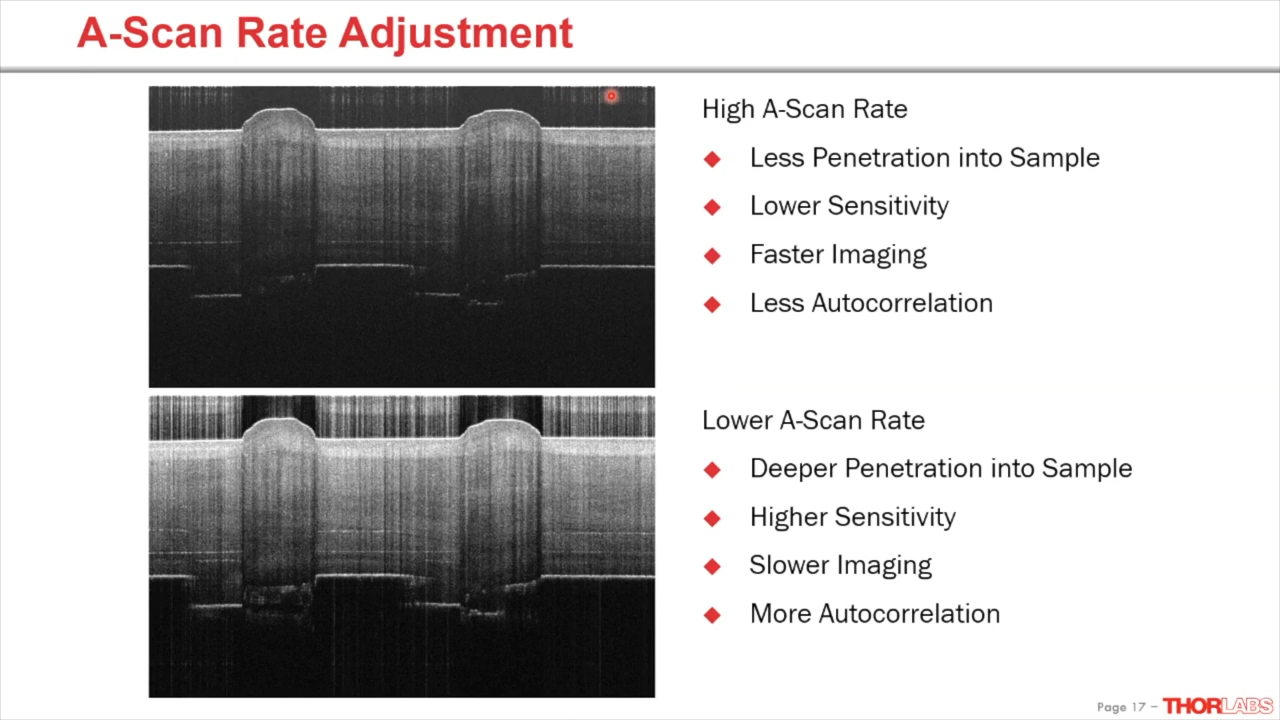 A-Scan Rate Adjustment
High A-Scan Rate
Less Penetration into Sample
Lower Sensitivity
Faster Imaging
Less Autocorrelation
Lower A-Scan Rate
Deeper Penetration into Sample
Higher Sensitivity
Slower Imaging
More Autocorrelation
Page 17 – THORLABS